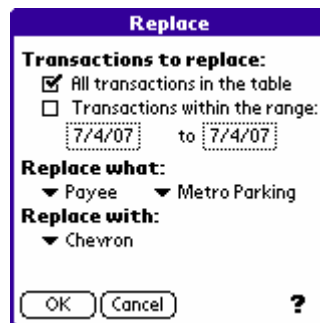 Replace
Transactions to replace:
All transactions in the table
Transactions within the range:
7/4/07 to 7/4/07
Replace what:
Payee Metro Parking
Replace with:
Chevron
OK Cancel ?